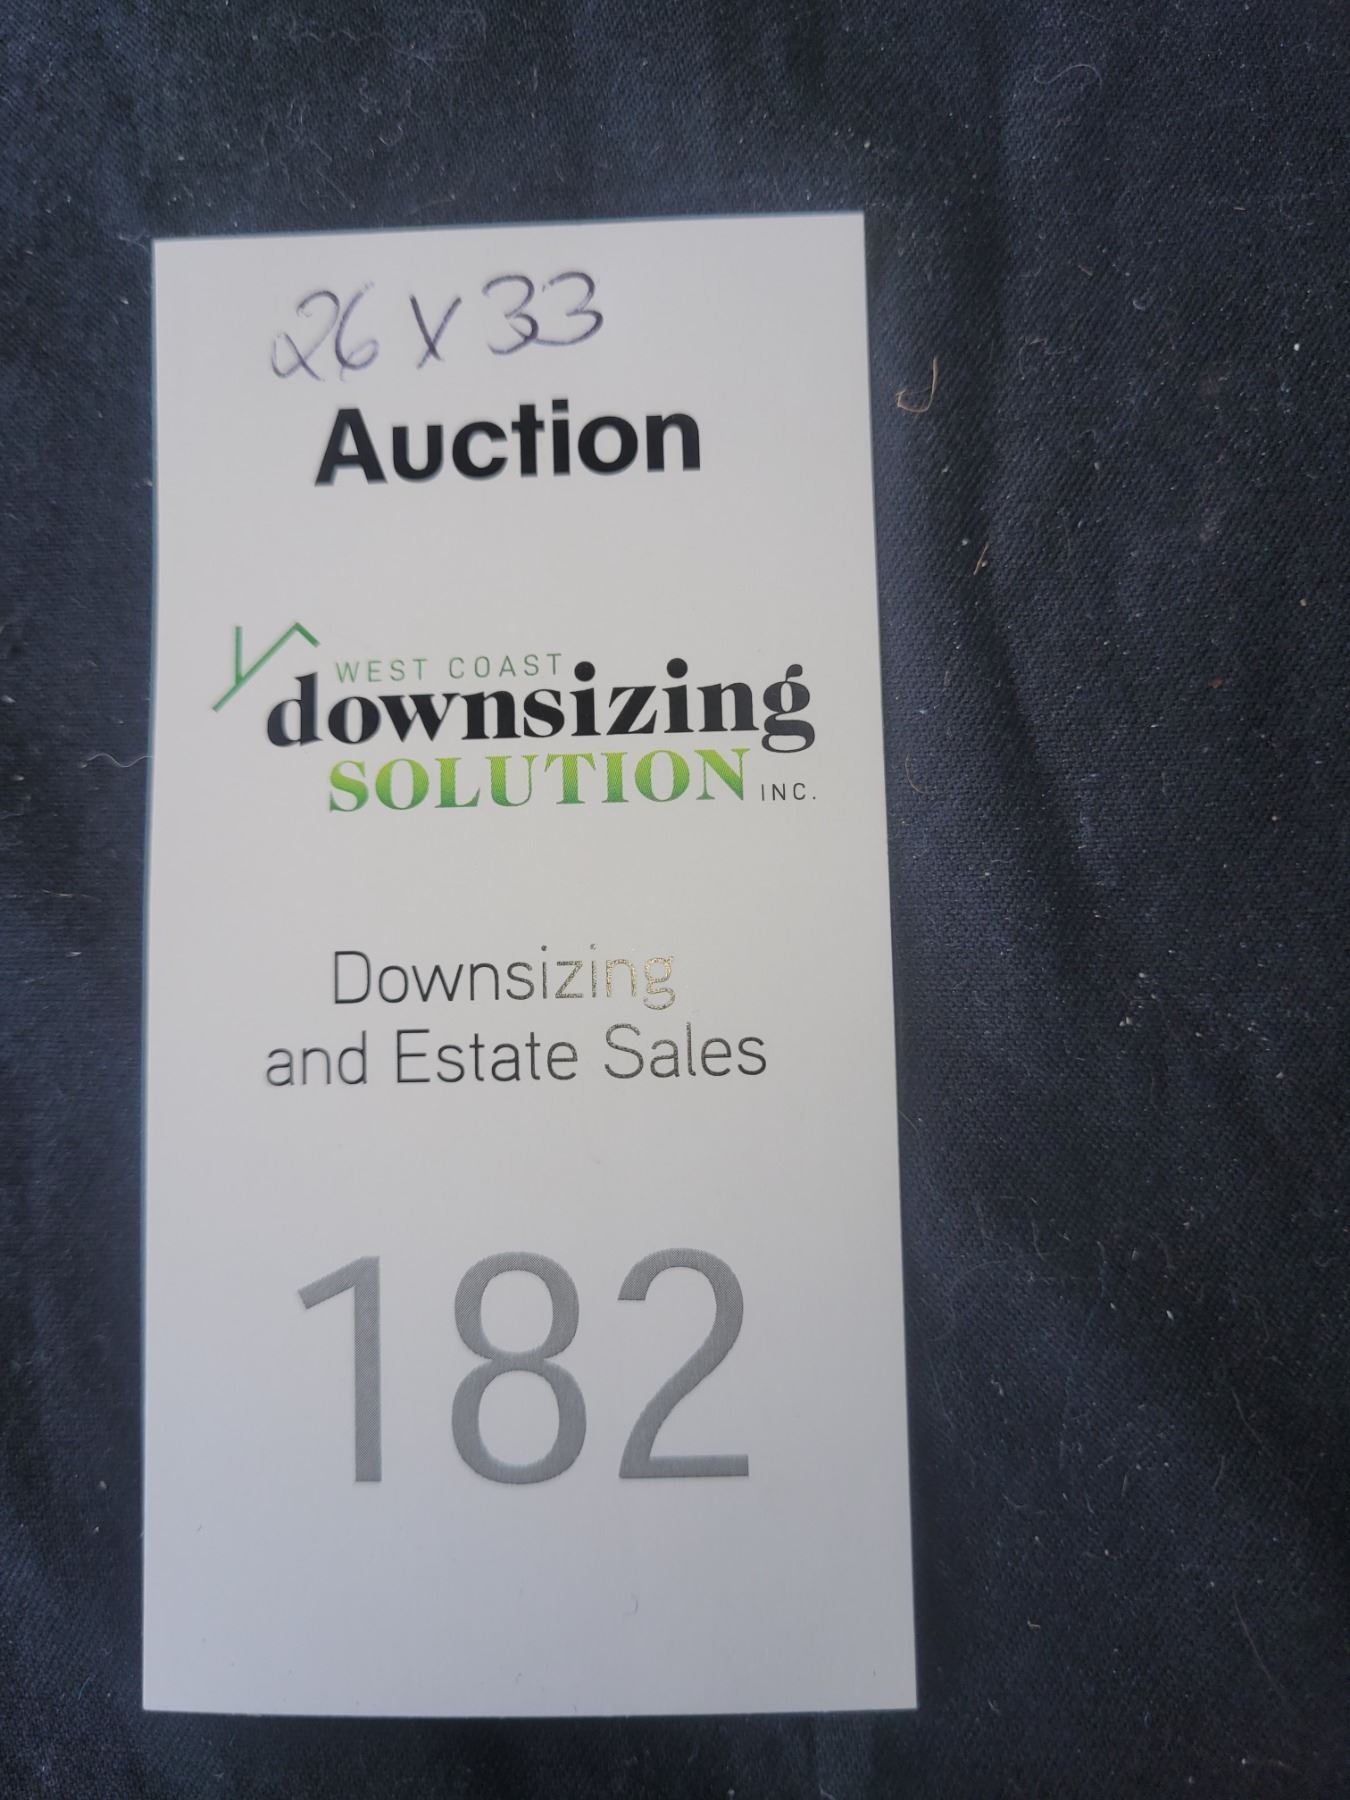 26 x 33
Auction
WEST COAST
downsizing
SOLUTION INC.
Downsizing
and Estate Sales
182